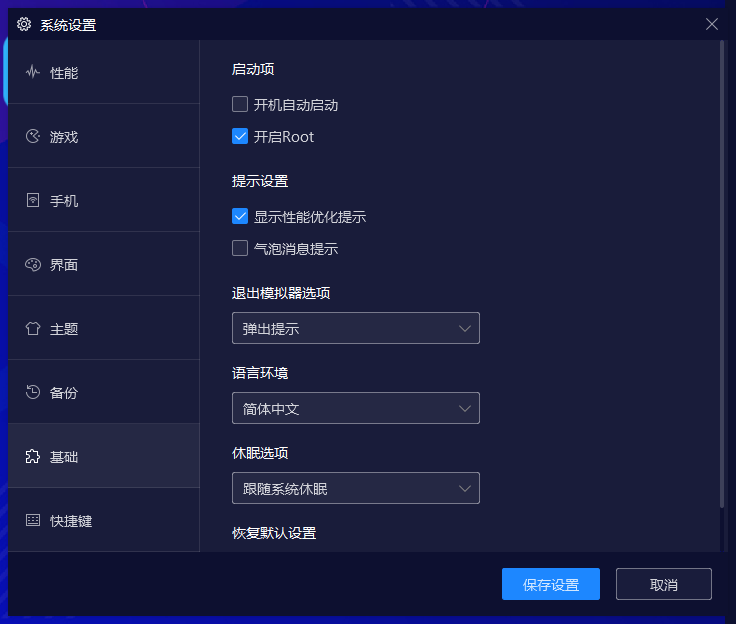 系统设置
性能
游戏
手机
界面
主题
备份
基础
快捷键
启动项
开机自动启动
开启Root
提示设置
显示性能优化提示
气泡消息提示
退出模拟器选项
弹出提示
语言环境
简体中文
休眠选项
跟随系统休眠
恢复默认设置
保存设置
取消